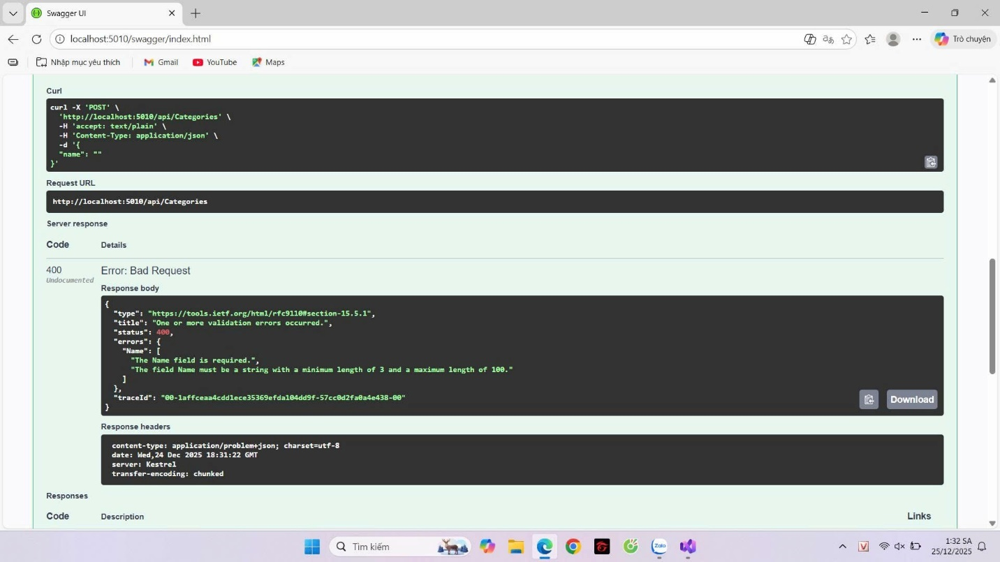 Swagger UI
localhost:5010/swagger/index.html
Trò chuyện
Nhập mục yêu thích
Gmail
YouTube
Maps
Curl
curl -X 'POST' \
'http://localhost:5010/api/Categories' \
-H 'accept: text/plain' \
-H 'Content-Type: application/json' \
-d '{
"name": ""
}'
Request URL
http://localhost:5010/api/Categories
Server response
Code Details
400 Error: Bad Request
Undocumented
Response body
{
"type": "https://tools.ietf.org/html/rfc9110#section-15.5.1",
"title": "One or more validation errors occurred.",
"status": 400,
"errors": {
"Name": [
"The Name field is required.",
"The field Name must be a string with a minimum length of 3 and a maximum length of 100."
]
},
"traceId": "00-1affceaa4cdd1ece35369efda104dd9f-57cc0d2fa0a4e438-00"
}
Download
Response headers
content-type: application/problem+json; charset=utf-8
date: Wed,24 Dec 2025 18:31:22 GMT
server: Kestrel
transfer-encoding: chunked
Responses
Code Description Links
Tìm kiếm
Zalo
V
1:32 SA
25/12/2025